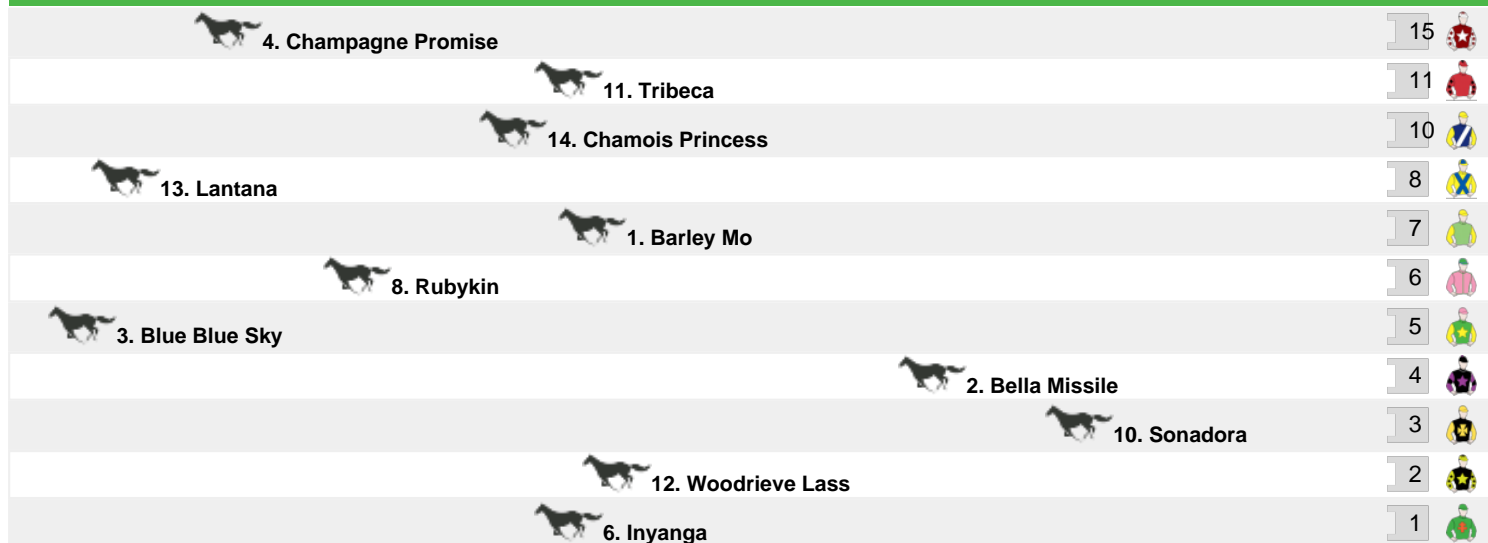 4. Champagne Promise 15
11. Tribeca 11
14. Chamois Princess 10
13. Lantana 8
1. Barley Mo 7
8. Rubykin 6
3. Blue Blue Sky 5
2. Bella Missile 4
10. Sonadora 3
12. Woodrieve Lass 2
6. Inyanga 1